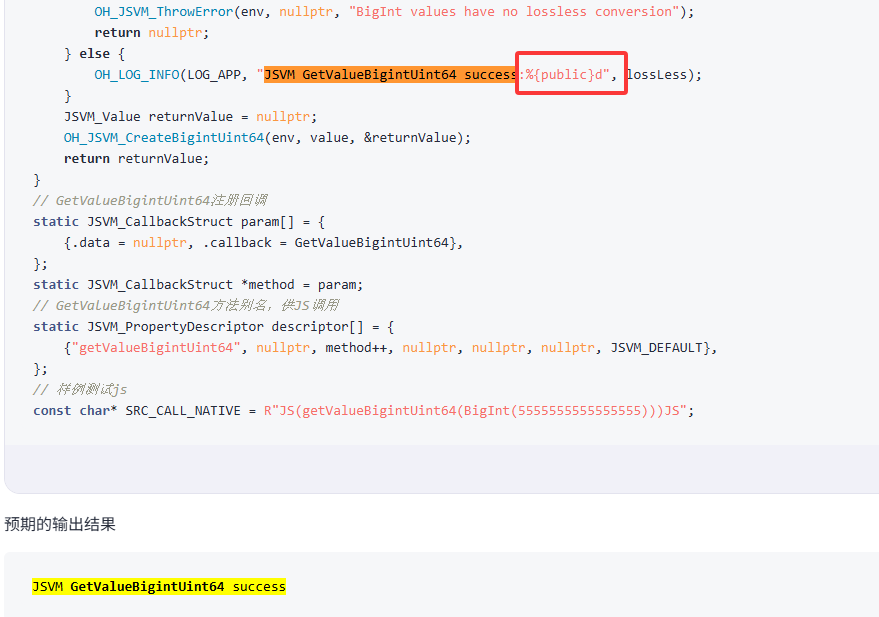 OH_JSVM_ThrowError(env, nullptr, "BigInt values have no lossless conversion");
return nullptr;
} else {
OH_LOG_INFO(LOG_APP, "JSVM GetValueBigintUint64 success:%{public}d", lossLess);
}
JSVM_Value returnValue = nullptr;
OH_JSVM_CreateBigintUint64(env, value, &returnValue);
return returnValue;
}
// GetValueBigintUint64注册回调
static JSVM_CallbackStruct param[] = {
{.data = nullptr, .callback = GetValueBigintUint64},
};
static JSVM_CallbackStruct *method = param;
// GetValueBigintUint64方法别名，供JS调用
static JSVM_PropertyDescriptor descriptor[] = {
{"getValueBigintUint64", nullptr, method++, nullptr, nullptr, nullptr, JSVM_DEFAULT},
};
// 样例测试js
const char* SRC_CALL_NATIVE = R"JS(getValueBigintUint64(BigInt(5555555555555555)))JS";
预期的输出结果
JSVM GetValueBigintUint64 success